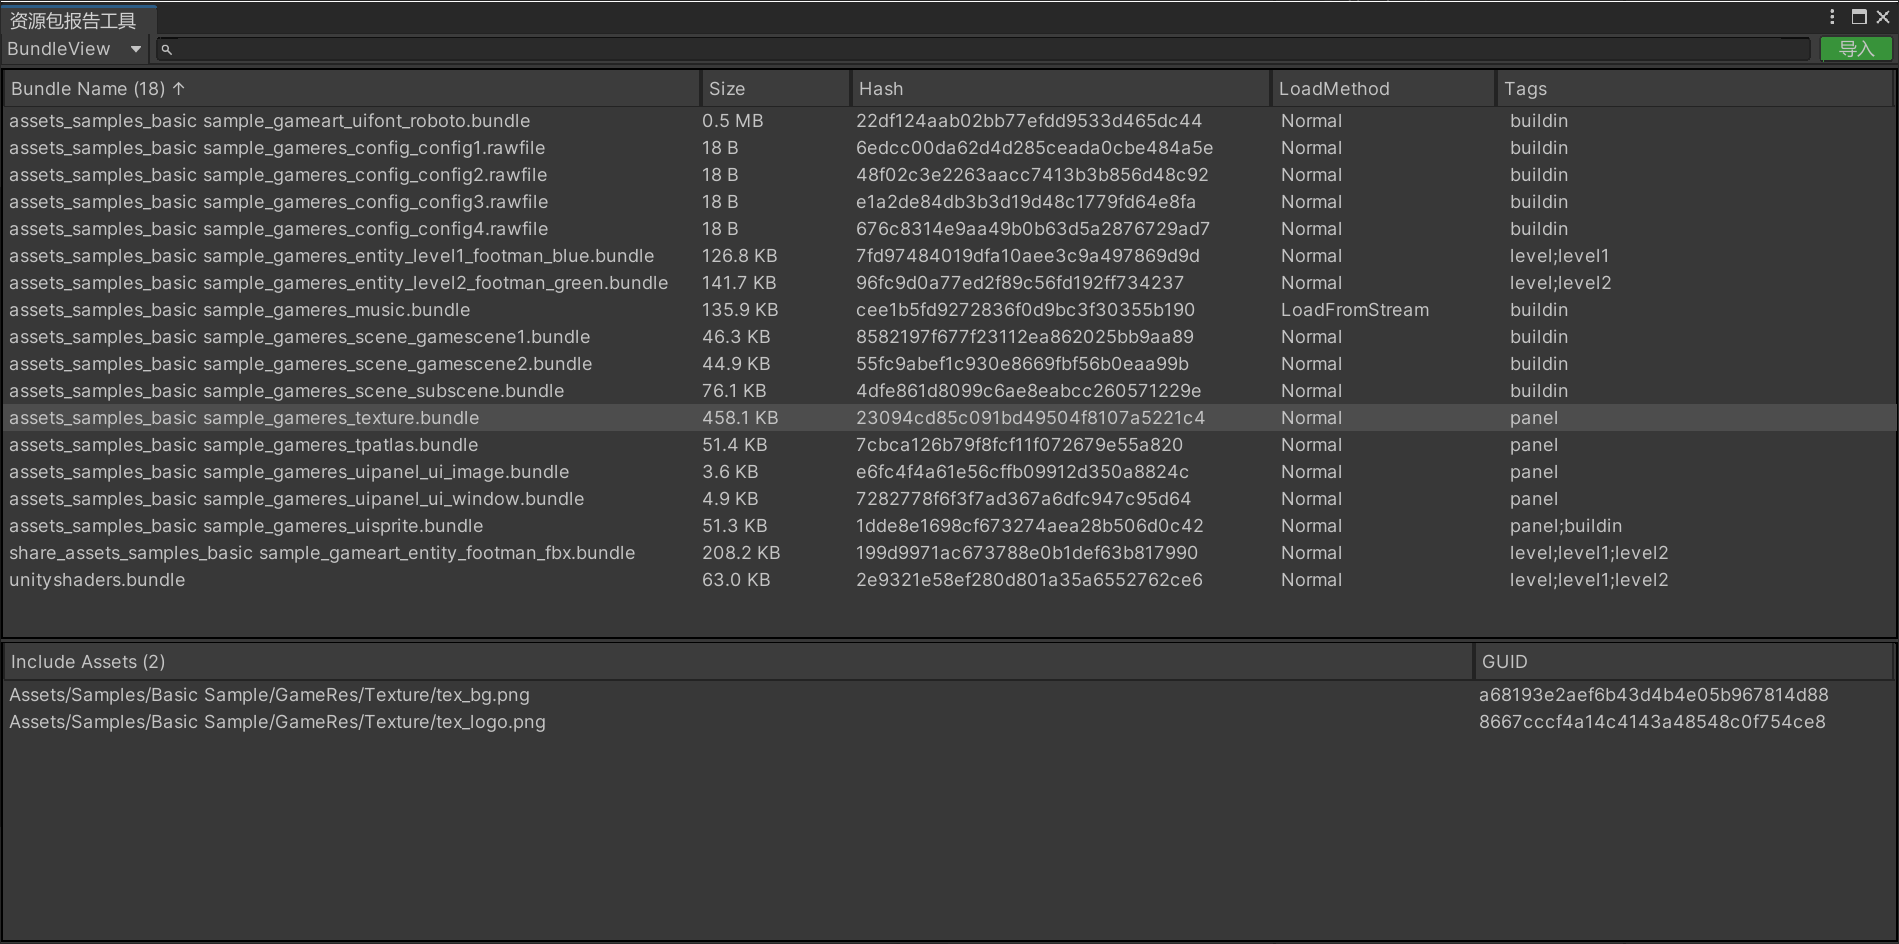 资源包报告工具
BundleView 导入
Bundle Name (18) ↑ Size Hash LoadMethod Tags
assets_samples_basic sample_gameart_uifont_roboto.bundle 0.5 MB 22df124aab02bb77efdd9533d465dc44 Normal buildin
assets_samples_basic sample_gameres_config_config1.rawfile 18 B 6edcc00da62d4d285ceada0cbe484a5e Normal buildin
assets_samples_basic sample_gameres_config_config2.rawfile 18 B 48f02c3e2263aacc7413b3b856d48c92 Normal buildin
assets_samples_basic sample_gameres_config_config3.rawfile 18 B e1a2de84db3b3d19d48c1779fd64e8fa Normal buildin
assets_samples_basic sample_gameres_config_config4.rawfile 18 B 676c8314e9aa49b0b63d5a2876729ad7 Normal buildin
assets_samples_basic sample_gameres_entity_level1_footman_blue.bundle 126.8 KB 7fd97484019dfa10aee3c9a497869d9d Normal level;level1
assets_samples_basic sample_gameres_entity_level2_footman_green.bundle 141.7 KB 96fc9d0a77ed2f89c56fd192ff734237 Normal level;level2
assets_samples_basic sample_gameres_music.bundle 135.9 KB cee1b5fd9272836f0d9bc3f30355b190 LoadFromStream buildin
assets_samples_basic sample_gameres_scene_gamescene1.bundle 46.3 KB 8582197f677f23112ea862025bb9aa89 Normal buildin
assets_samples_basic sample_gameres_scene_gamescene2.bundle 44.9 KB 55fc9abef1c930e8669fbf56b0eaa99b Normal buildin
assets_samples_basic sample_gameres_scene_subscene.bundle 76.1 KB 4dfe861d8099c6ae8eabcc260571229e Normal buildin
assets_samples_basic sample_gameres_texture.bundle 458.1 KB 23094cd85c091bd49504f8107a5221c4 Normal panel
assets_samples_basic sample_gameres_tpatlas.bundle 51.4 KB 7cbca126b79f8fcf11f072679e55a820 Normal panel
assets_samples_basic sample_gameres_uipanel_ui_image.bundle 3.6 KB e6fc4f4a61e56cffb09912d350a8824c Normal panel
assets_samples_basic sample_gameres_uipanel_ui_window.bundle 4.9 KB 7282778f6f3f7ad367a6dfc947c95d64 Normal panel
assets_samples_basic sample_gameres_uisprite.bundle 51.3 KB 1dde8e1698cf673274aea28b506d0c42 Normal panel;buildin
share_assets_samples_basic sample_gameart_entity_footman_fbx.bundle 208.2 KB 199d9971ac673788e0b1def63b817990 Normal level;level1;level2
unityshaders.bundle 63.0 KB 2e9321e58ef280d801a35a6552762ce6 Normal level;level1;level2
Include Assets (2) GUID
Assets/Samples/Basic Sample/GameRes/Texture/tex_bg.png a68193e2aef6b43d4b4e05b967814d88
Assets/Samples/Basic Sample/GameRes/Texture/tex_logo.png 8667cccf4a14c4143a48548c0f754ce8